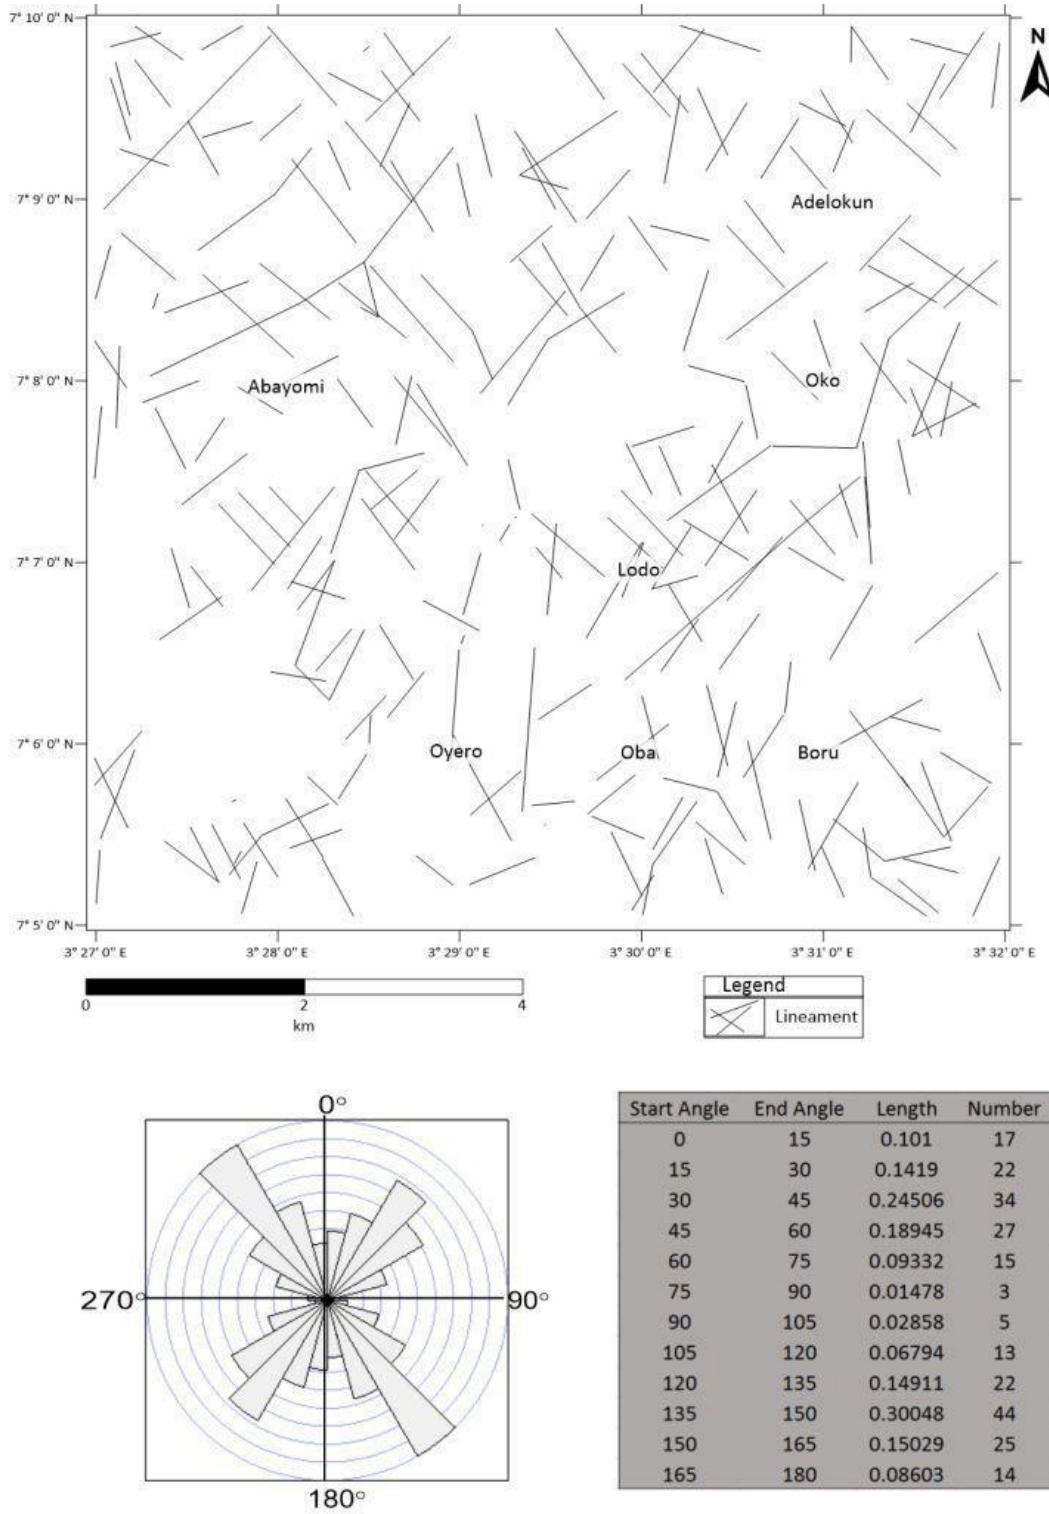 7° 10' 0" N
N
7° 9' 0" N
Adelokun
7° 8' 0" N
Abayomi
Oko
7° 7' 0" N
Lodo
7° 6' 0" N
Oyero
Oba
Boru
7° 5' 0" N
3° 27' 0" E 3° 28' 0" E 3° 29' 0" E 3° 30' 0" E 3° 31' 0" E 3° 32' 0" E
0 2 4
km
Legend
Lineament
0°
270° 90°
180°
Start Angle End Angle Length Number
0 15 0.101 17
15 30 0.1419 22
30 45 0.24506 34
45 60 0.18945 27
60 75 0.09332 15
75 90 0.01478 3
90 105 0.02858 5
105 120 0.06794 13
120 135 0.14911 22
135 150 0.30048 44
150 165 0.15029 25
165 180 0.08603 14